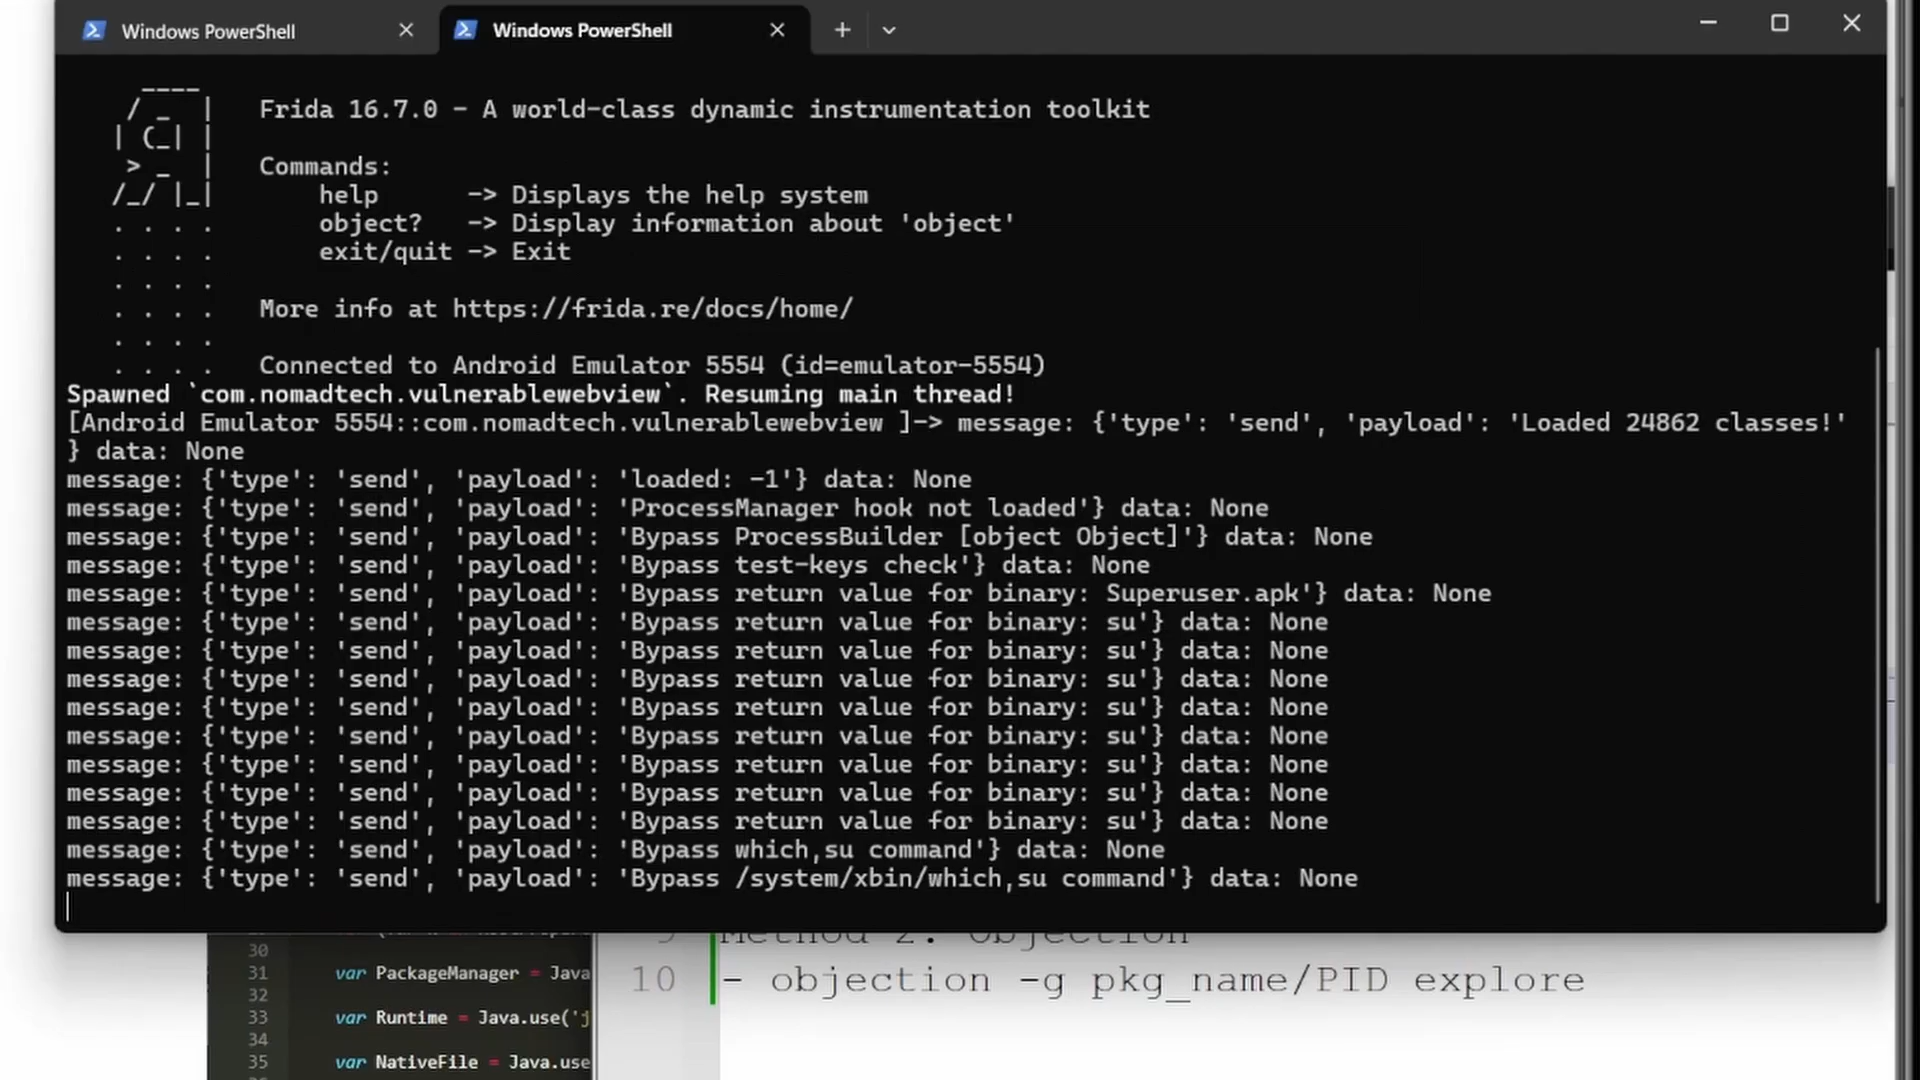 Windows PowerShell
Windows PowerShell
Frida 16.7.0 - A world-class dynamic instrumentation toolkit
Commands:
help -> Displays the help system
object? -> Display information about 'object'
exit/quit -> Exit
More info at https://frida.re/docs/home/
Connected to Android Emulator 5554 (id=emulator-5554)
Spawned `com.nomadtech.vulnerablewebview`. Resuming main thread!
[Android Emulator 5554::com.nomadtech.vulnerablewebview ]-> message: {'type': 'send', 'payload': 'Loaded 24862 classes!'
} data: None
message: {'type': 'send', 'payload': 'loaded: -1'} data: None
message: {'type': 'send', 'payload': 'ProcessManager hook not loaded'} data: None
message: {'type': 'send', 'payload': 'Bypass ProcessBuilder [object Object]'} data: None
message: {'type': 'send', 'payload': 'Bypass test-keys check'} data: None
message: {'type': 'send', 'payload': 'Bypass return value for binary: Superuser.apk'} data: None
message: {'type': 'send', 'payload': 'Bypass return value for binary: su'} data: None
message: {'type': 'send', 'payload': 'Bypass return value for binary: su'} data: None
message: {'type': 'send', 'payload': 'Bypass return value for binary: su'} data: None
message: {'type': 'send', 'payload': 'Bypass return value for binary: su'} data: None
message: {'type': 'send', 'payload': 'Bypass return value for binary: su'} data: None
message: {'type': 'send', 'payload': 'Bypass return value for binary: su'} data: None
message: {'type': 'send', 'payload': 'Bypass return value for binary: su'} data: None
message: {'type': 'send', 'payload': 'Bypass return value for binary: su'} data: None
message: {'type': 'send', 'payload': 'Bypass which,su command'} data: None
message: {'type': 'send', 'payload': 'Bypass /system/xbin/which,su command'} data: None
30
31 var PackageManager = Java
32
33 var Runtime = Java.use('j
34
35 var NativeFile = Java.use
9 Method 2: Objection
10 - objection -g pkg_name/PID explore